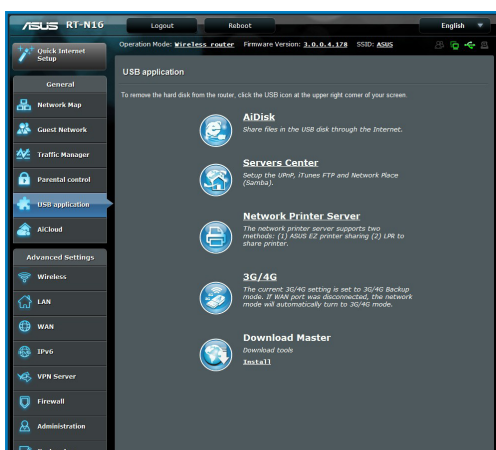 ASUS RT-N16 Logout Reboot English
Operation Mode: Wireless router Firmware Version: 3.0.0.4.178 SSID: ASUS
Quick Internet
Setup
General
Network Map
Guest Network
Traffic Manager
Parental control
USB application
AiCloud
Advanced Settings
Wireless
LAN
WAN
IPv6
VPN Server
Firewall
Administration
USB application
To remove the hard disk from the router, click the USB icon at the upper right corner of your screen.
AiDisk
Share files in the USB disk through the Internet.
Servers Center
Setup the UPnP, iTunes FTP and Network Place
(Samba).
Network Printer Server
The network printer server supports two
methods: (1) ASUS EZ printer sharing (2) LPR to
share printer.
3G/4G
The current 3G/4G setting is set to 3G/4G Backup
mode. If WAN port was disconnected, the network
mode will automatically turn to 3G/4G mode.
Download Master
Download tools
Install